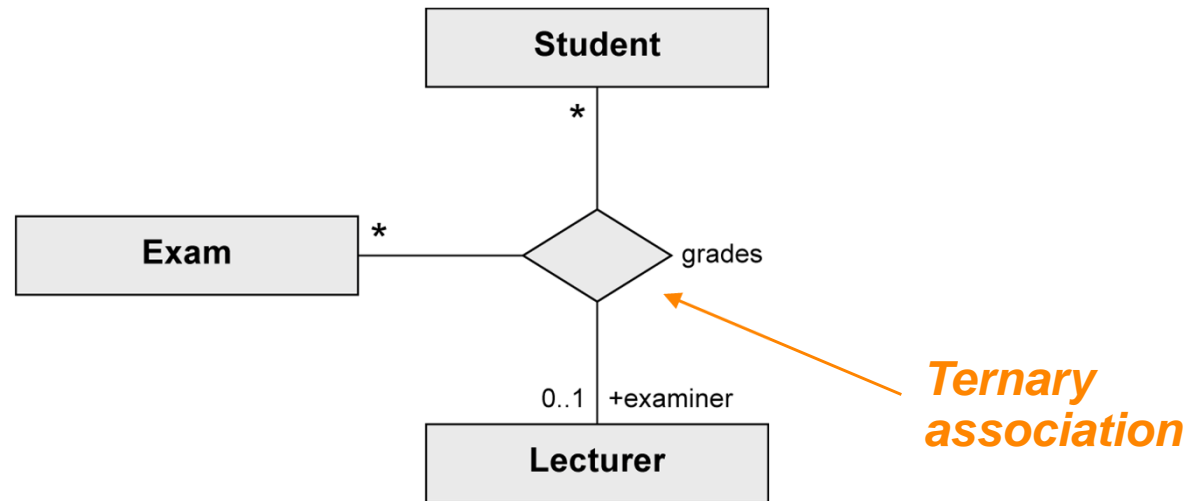 Student
*
Exam
*
grades
0..1
+examiner
Lecturer
Ternary
association